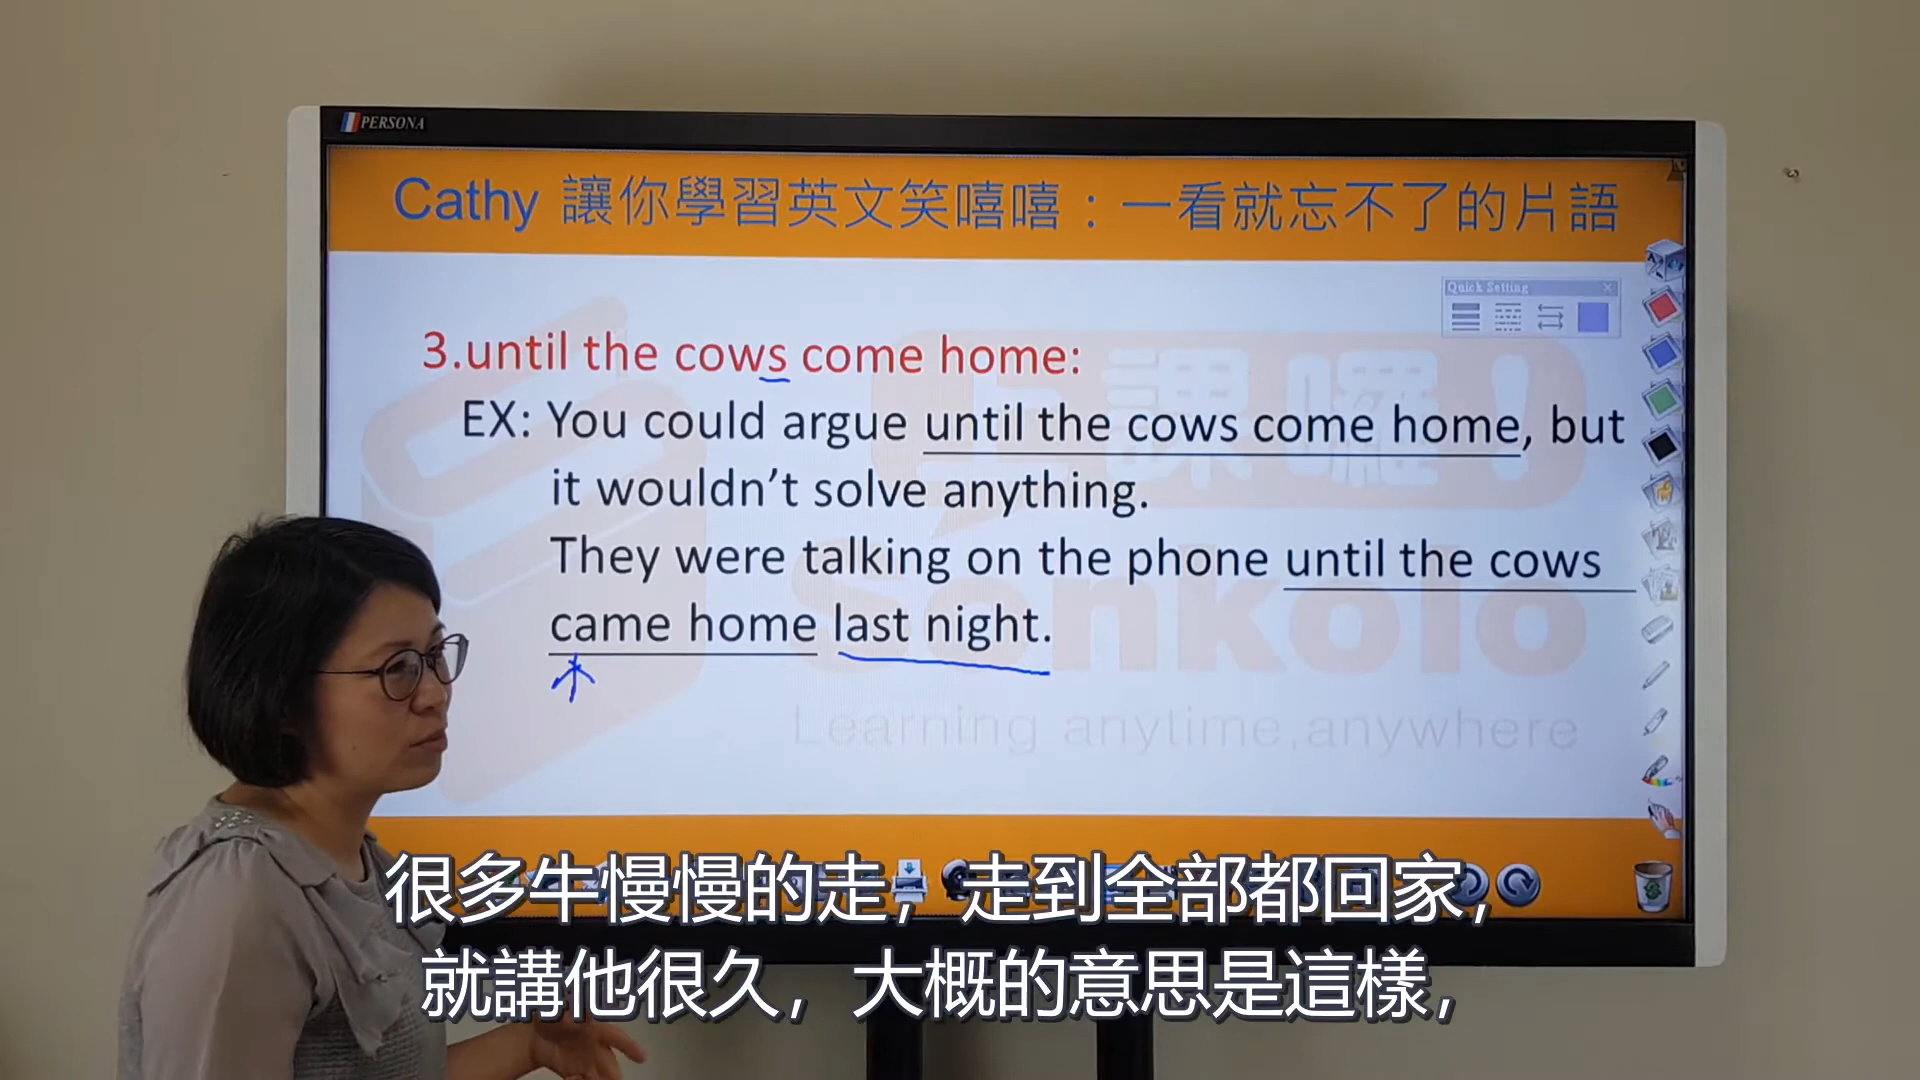 PERSONA
Cathy 讓你學習英文笑嘻嘻：一看就忘不了的片語
Quick Setting
3.until the cows come home:
EX: You could argue until the cows come home, but
it wouldn't solve anything.
They were talking on the phone until the cows
came home last night.
上課囉!
Sonkolo
Learning anytime,anywhere
很多牛慢慢的走，走到全部都回家，
就講他很久，大概的意思是這樣，